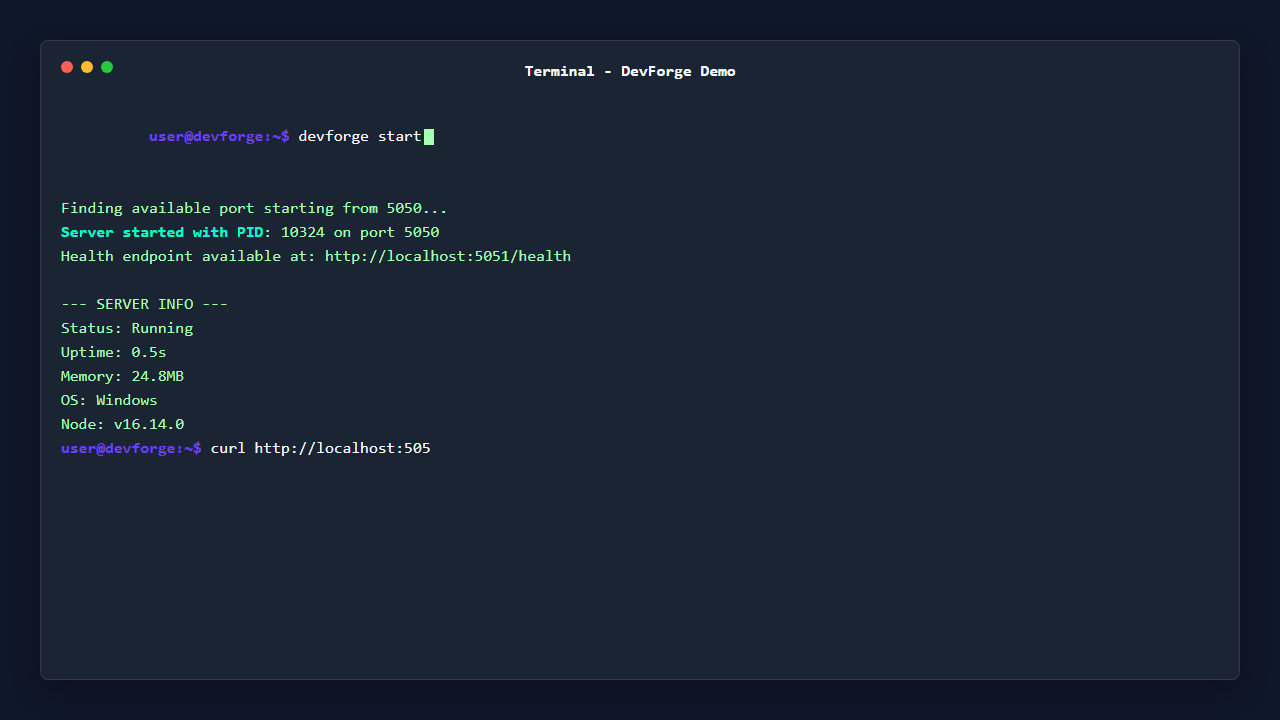 Terminal - DevForge Demo
user@devforge:~$ devforge start
Finding available port starting from 5050...
Server started with PID: 10324 on port 5050
Health endpoint available at: http://localhost:5051/health
--- SERVER INFO ---
Status: Running
Uptime: 0.5s
Memory: 24.8MB
OS: Windows
Node: v16.14.0
user@devforge:~$ curl http://localhost:505